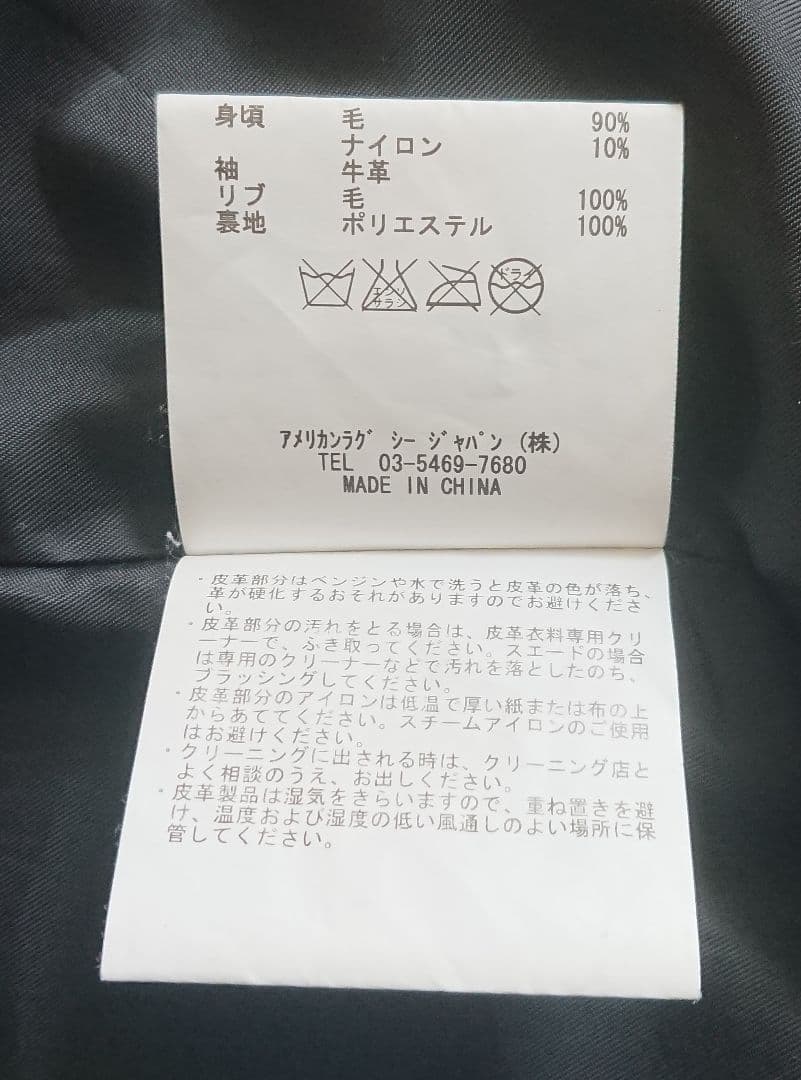 身頃 毛 90%
ナイロン 10%
袖 牛革
リブ 毛 100%
裏地 ポリエステル 100%
エンソ サラシ ドライ
ｱﾒﾘｶﾝﾗｸﾞ ｼｰ ｼﾞｬﾊﾟﾝ (株)
TEL 03-5469-7680
MADE IN CHINA
・皮革部分はベンジンや水で洗うと皮革の色が落ち、
革が硬化するおそれがありますのでお避けくださ
い。
・皮革部分の汚れをとる場合は、皮革衣料専用クリ
ーナーで、ふき取ってください。スエードの場合
は専用のクリーナーなどで汚れを落としたのち、
ブラッシングしてください。
・皮革部分のアイロンは低温で厚い紙または布の上
からあててください。スチームアイロンのご使用
はお避けください。
・クリーニングに出される時は、クリーニング店と
よく相談のうえ、お出しください。
・皮革製品は湿気をきらいますので、重ね置きを避
け、温度および湿度の低い風通しのよい場所に保
管してください。